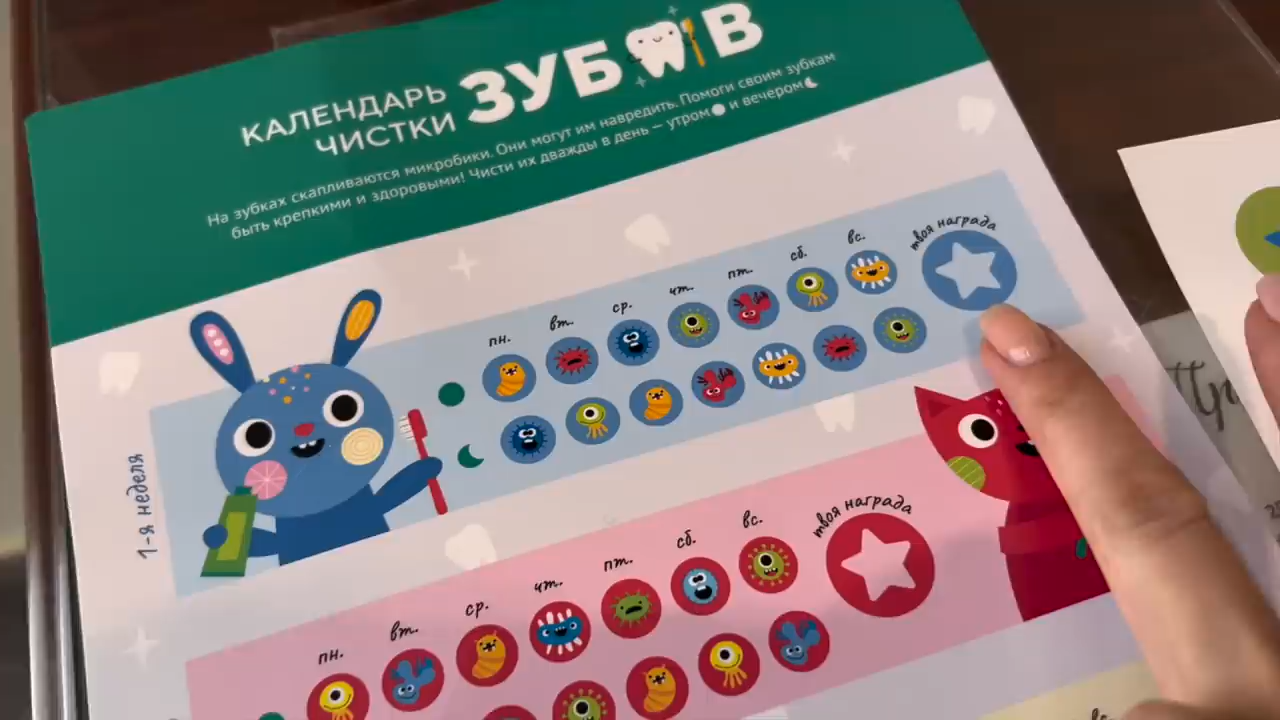 КАЛЕНДАРЬ
ЧИСТКИ ЗУБОВ
На зубках скапливаются микробики. Они могут им навредить. Помоги своим зубкам
быть крепкими и здоровыми! Чисти их дважды в день — утром и вечером
1-я неделя
пн. вт. ср. чт. пт. сб. вс. твоя награда
пн. вт. ср. чт. пт. сб. вс. твоя награда